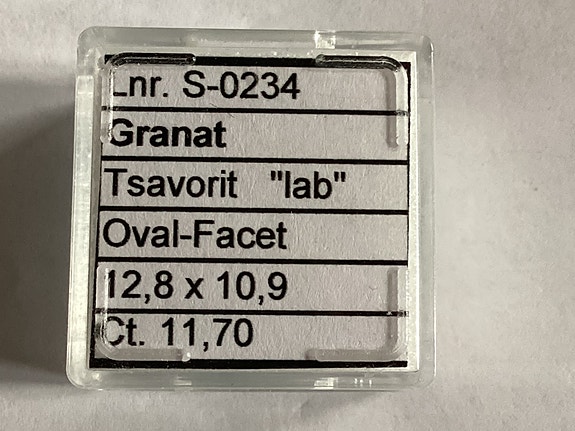 Lnr. S-0234
Granat
Tsavorit "lab"
Oval-Facet
12,8 x 10,9
Ct. 11,70